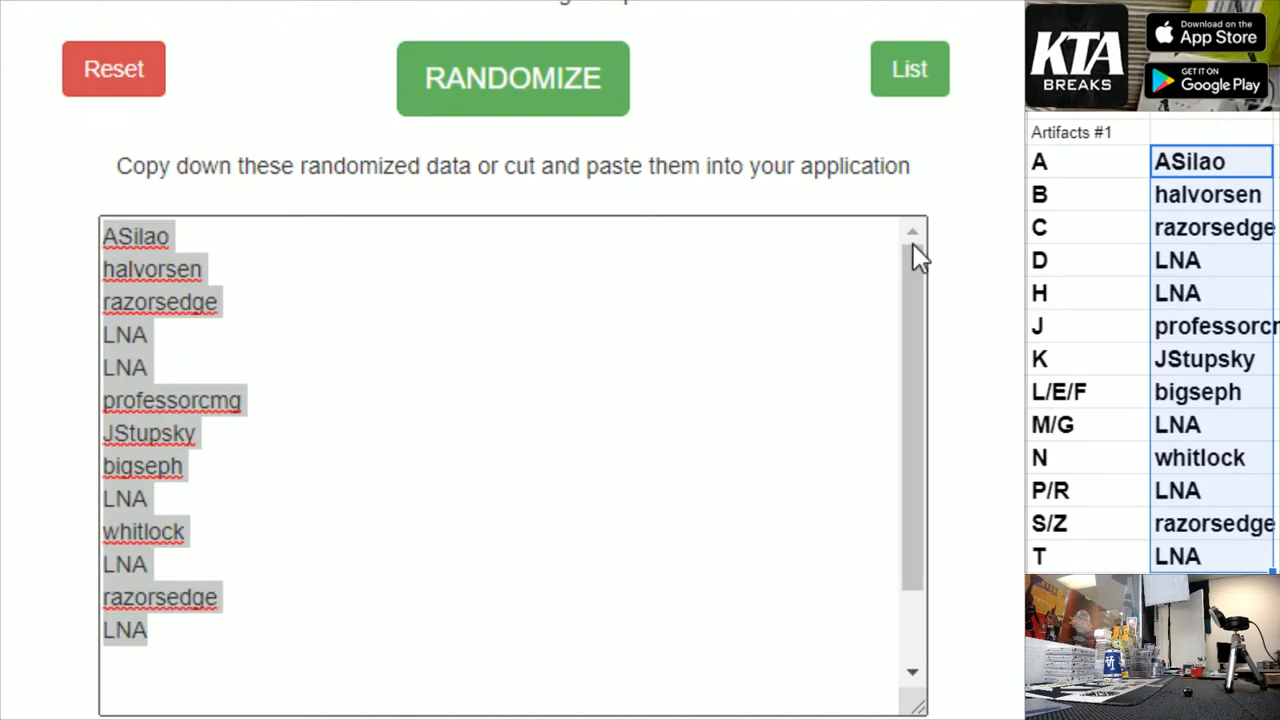 Reset
RANDOMIZE
List
Copy down these randomized data or cut and paste them into your application
ASilao
halvorsen
razorsedge
LNA
LNA
professorcmg
JStupsky
bigseph
LNA
whitlock
LNA
razorsedge
LNA
KTA
BREAKS
Download on the
App Store
GET IT ON
Google Play
Artifacts #1
A ASilao
B halvorsen
C razorsedge
D LNA
H LNA
J professorcm
K JStupsky
L/E/F bigseph
M/G LNA
N whitlock
P/R LNA
S/Z razorsedge
T LNA